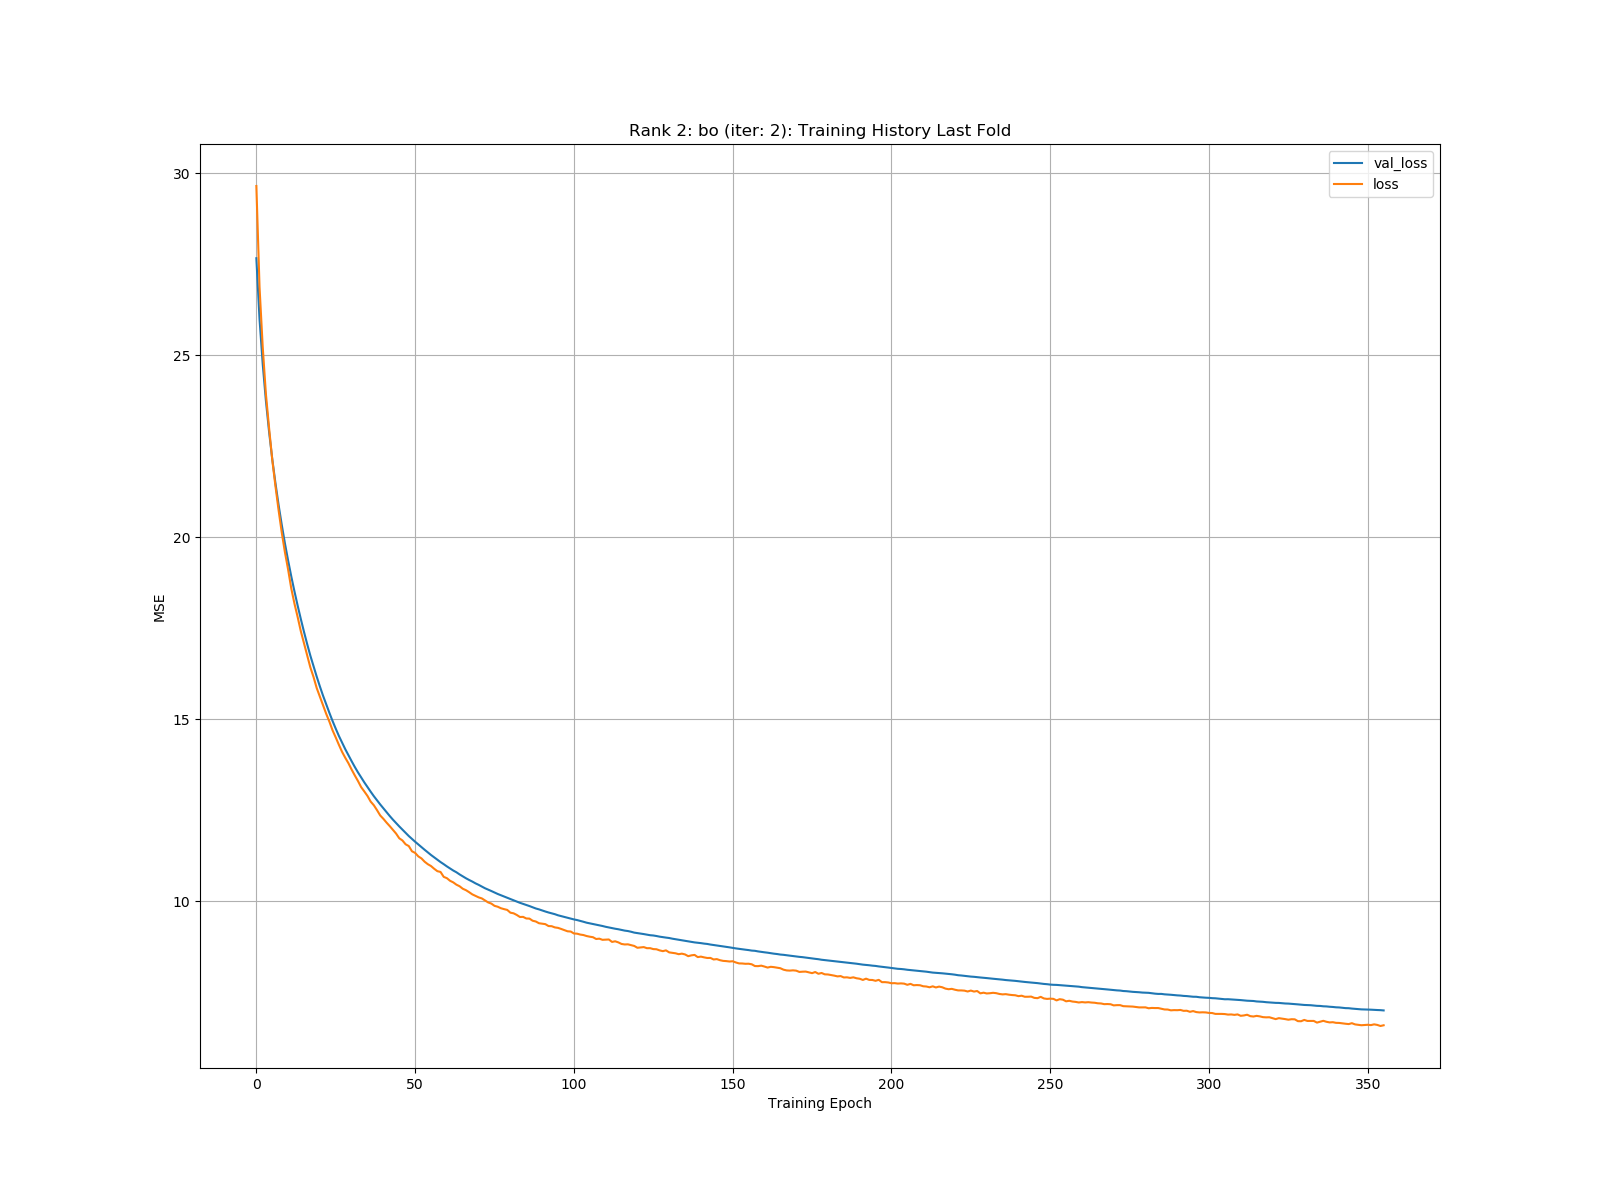 Rank 2: bo (iter: 2): Training History Last Fold
val_loss
loss
30
25
20
15
10
MSE
0 50 100 150 200 250 300 350
Training Epoch